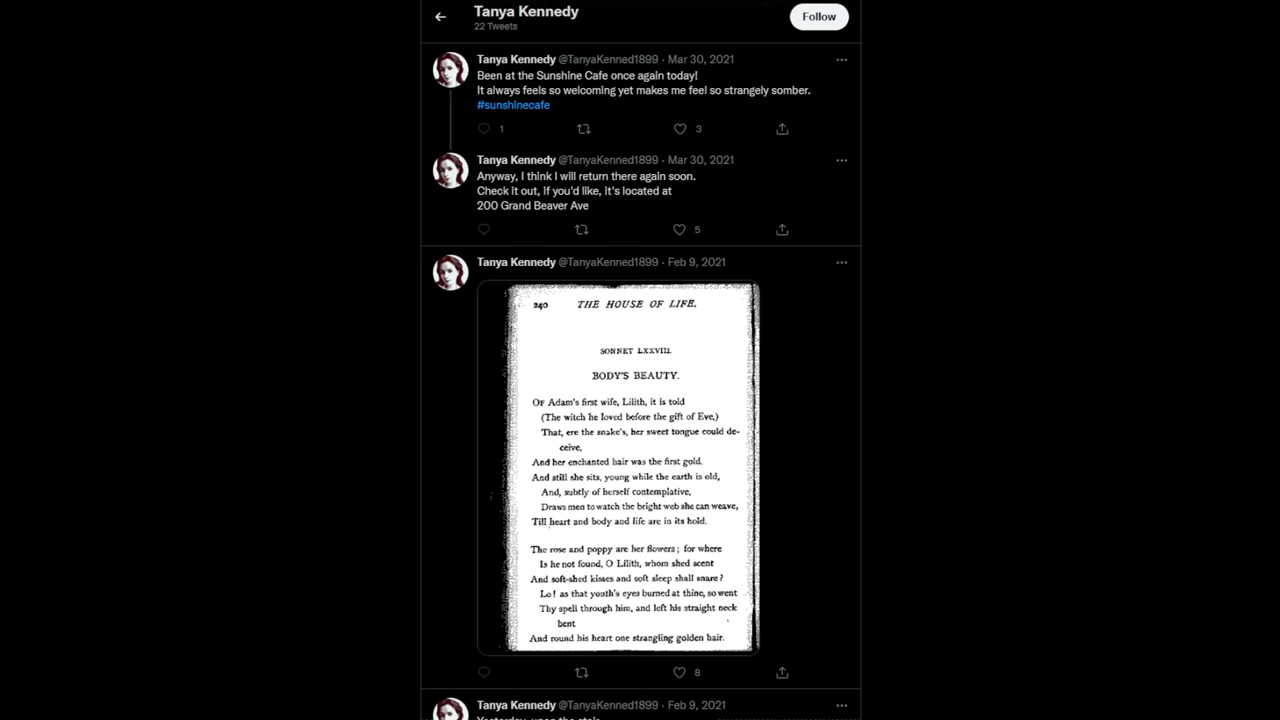 Tanya Kennedy
22 Tweets
Follow
Tanya Kennedy @TanyaKenned1899 · Mar 30, 2021
Been at the Sunshine Cafe once again today!
It always feels so welcoming yet makes me feel so strangely somber.
#sunshinecafe
1
3
Tanya Kennedy @TanyaKenned1899 · Mar 30, 2021
Anyway, I think I will return there again soon.
Check it out, if you'd like, it's located at
200 Grand Beaver Ave
5
Tanya Kennedy @TanyaKenned1899 · Feb 9, 2021
240 THE HOUSE OF LIFE.
SONNET LXXVIII.
BODY'S BEAUTY.
OF Adam's first wife, Lilith, it is told
(The witch he loved before the gift of Eve,)
That, ere the snake's, her sweet tongue could de-
ceive,
And her enchanted hair was the first gold.
And still she sits, young while the earth is old,
And, subtly of herself contemplative,
Draws men to watch the bright web she can weave,
Till heart and body and life are in its hold.
The rose and poppy are her flowers; for where
Is he not found, O Lilith, whom shed scent
And soft-shed kisses and soft sleep shall snare?
Lo! as that youth's eyes burned at thine, so went
Thy spell through him, and left his straight neck
bent
And round his heart one strangling golden hair.
8
Tanya Kennedy @TanyaKenned1899 · Feb 9, 2021
Yesterday, upon the stair